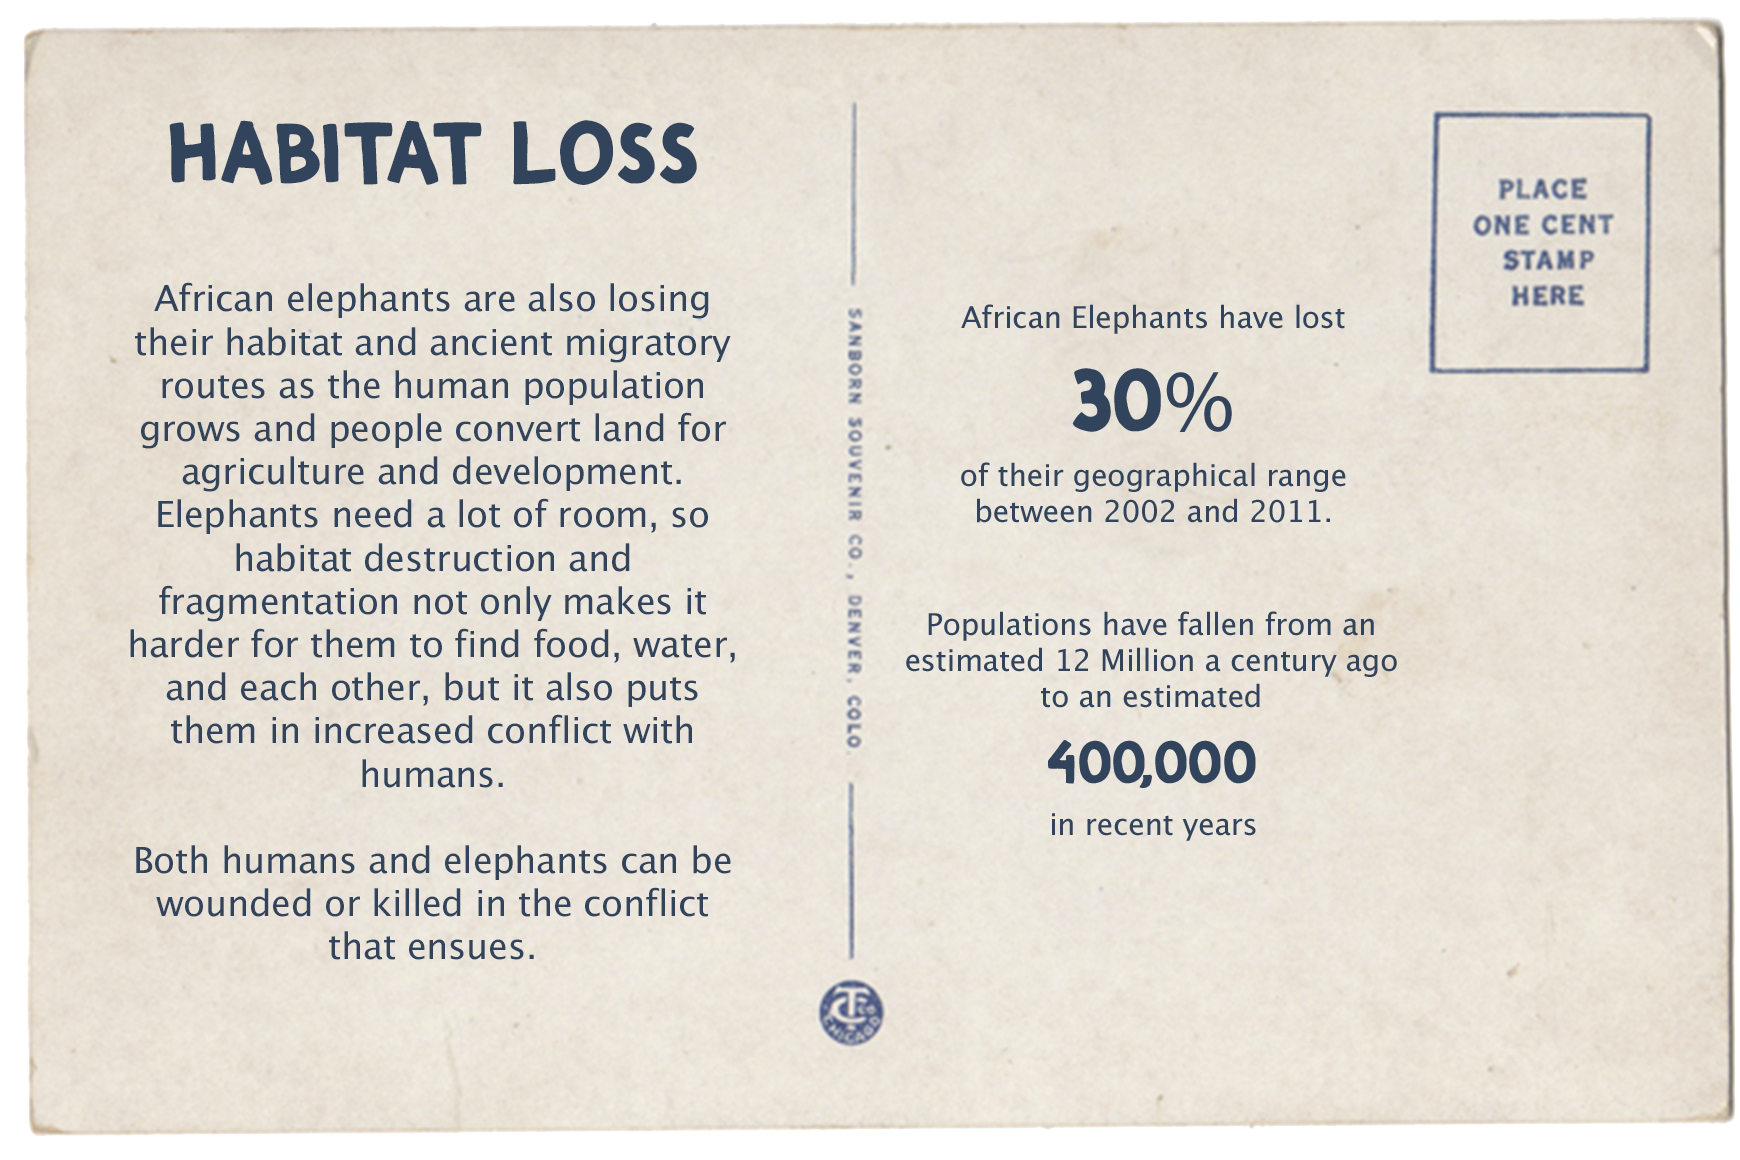 HABITAT LOSS
African elephants are also losing
their habitat and ancient migratory
routes as the human population
grows and people convert land for
agriculture and development.
Elephants need a lot of room, so
habitat destruction and
fragmentation not only makes it
harder for them to find food, water,
and each other, but it also puts
them in increased conflict with
humans.
Both humans and elephants can be
wounded or killed in the conflict
that ensues.
SANBORN SOUVENIR CO., DENVER, COLO.
CHICAGO
PLACE
ONE CENT
STAMP
HERE
African Elephants have lost
30%
of their geographical range
between 2002 and 2011.
Populations have fallen from an
estimated 12 Million a century ago
to an estimated
400,000
in recent years